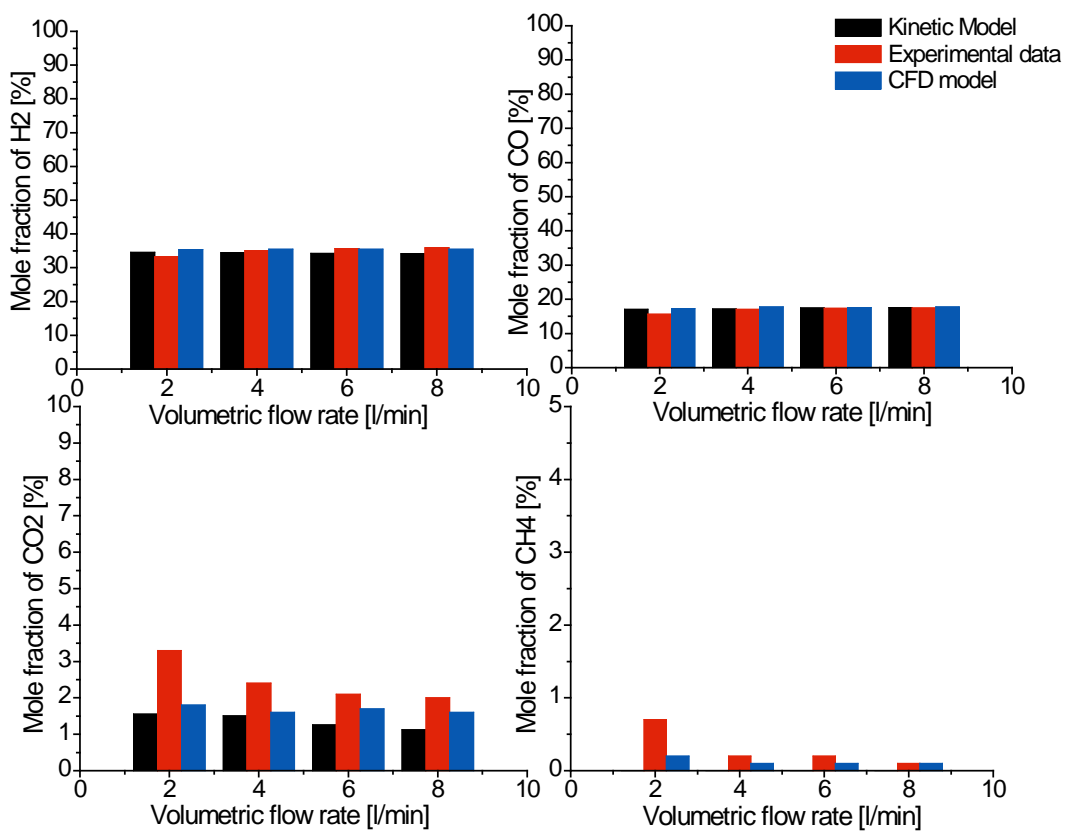 Mole fraction of H2 [%]
100
90
80
70
60
50
40
30
20
10
0
0 2 4 6 8 10
Volumetric flow rate [l/min]
Kinetic Model
Experimental data
CFD model
Mole fraction of CO [%]
100
90
80
70
60
50
40
30
20
10
0
0 2 4 6 8 10
Volumetric flow rate [l/min]
Mole fraction of CO2 [%]
10
9
8
7
6
5
4
3
2
1
0
0 2 4 6 8 10
Volumetric flow rate [l/min]
Mole fraction of CH4 [%]
5
4
3
2
1
0
0 2 4 6 8 10
Volumetric flow rate [l/min]